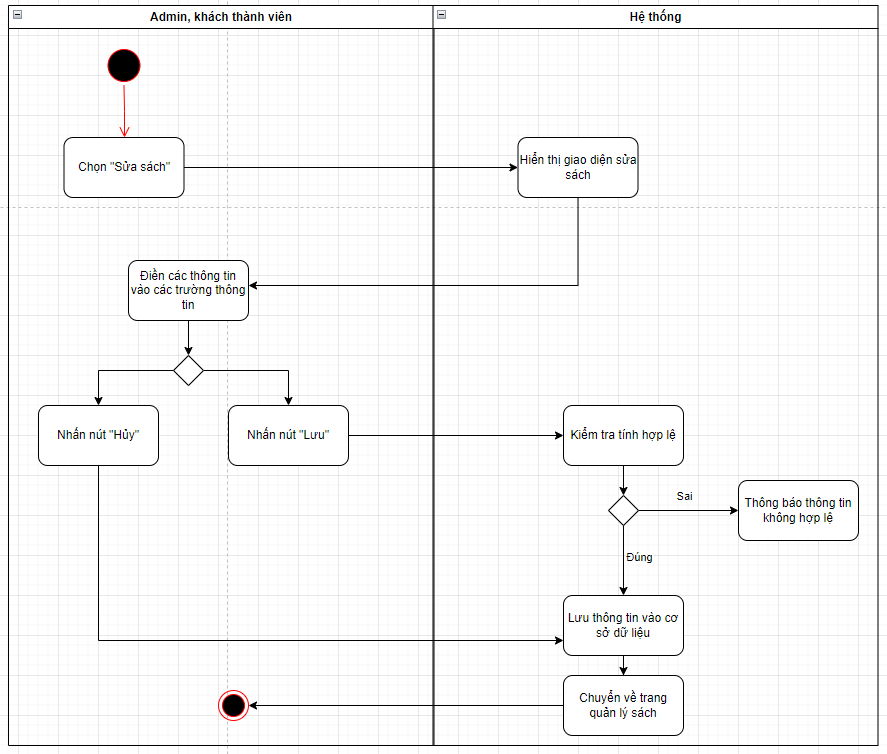 Admin, khách thành viên
Hệ thống
Chọn "Sửa sách"
Hiển thị giao diện sửa
sách
Điền các thông tin
vào các trường thông
tin
Nhấn nút "Hủy"
Nhấn nút "Lưu"
Kiểm tra tính hợp lệ
Sai
Thông báo thông tin
không hợp lệ
Đúng
Lưu thông tin vào cơ
sở dữ liệu
Chuyển về trang
quản lý sách